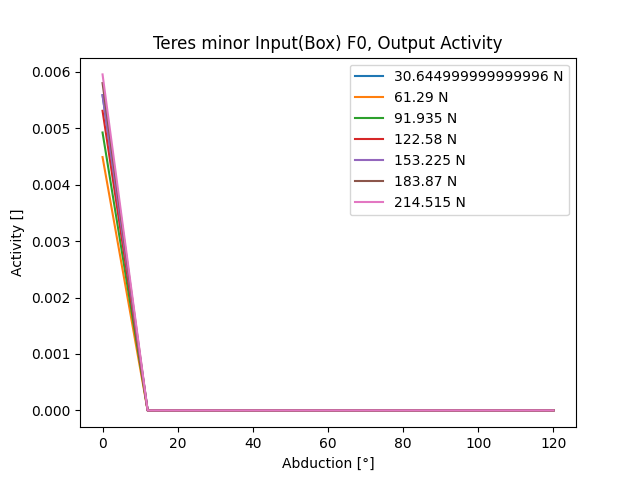 Teres minor Input(Box) F0, Output Activity
0.006
0.005
0.004
0.003
0.002
0.001
0.000
Activity []
30.644999999999996 N
61.29 N
91.935 N
122.58 N
153.225 N
183.87 N
214.515 N
0 20 40 60 80 100 120
Abduction [°]